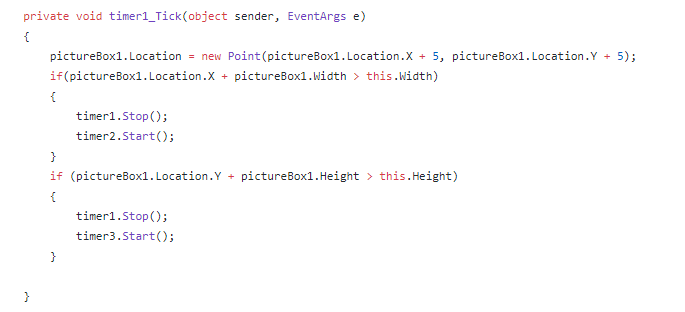 private void timer1_Tick(object sender, EventArgs e)
{
    pictureBox1.Location = new Point(pictureBox1.Location.X + 5, pictureBox1.Location.Y + 5);
    if(pictureBox1.Location.X + pictureBox1.Width > this.Width)
    {
        timer1.Stop();
        timer2.Start();
    }
    if (pictureBox1.Location.Y + pictureBox1.Height > this.Height)
    {
        timer1.Stop();
        timer3.Start();
    }

}